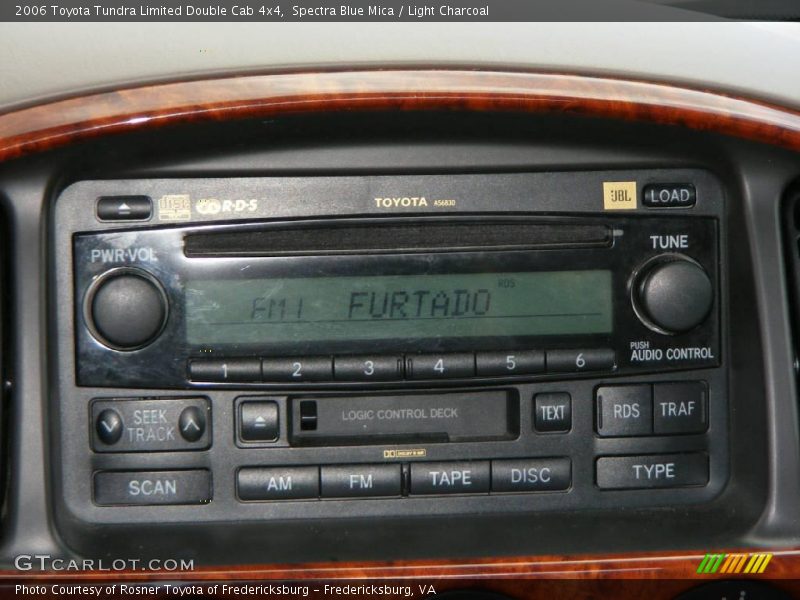 2006 Toyota Tundra Limited Double Cab 4x4,  Spectra Blue Mica / Light Charcoal
R·D·S TOYOTA A56830 JBL LOAD
PWR·VOL TUNE
RDS
FM1 FURTADO
PUSH
AUDIO CONTROL
1 2 3 4 5 6
SEEK
TRACK
LOGIC CONTROL DECK
TEXT RDS TRAF
SCAN AM FM TAPE DISC TYPE
GTCARLOT.COM
Photo Courtesy of Rosner Toyota of Fredericksburg – Fredericksburg, VA